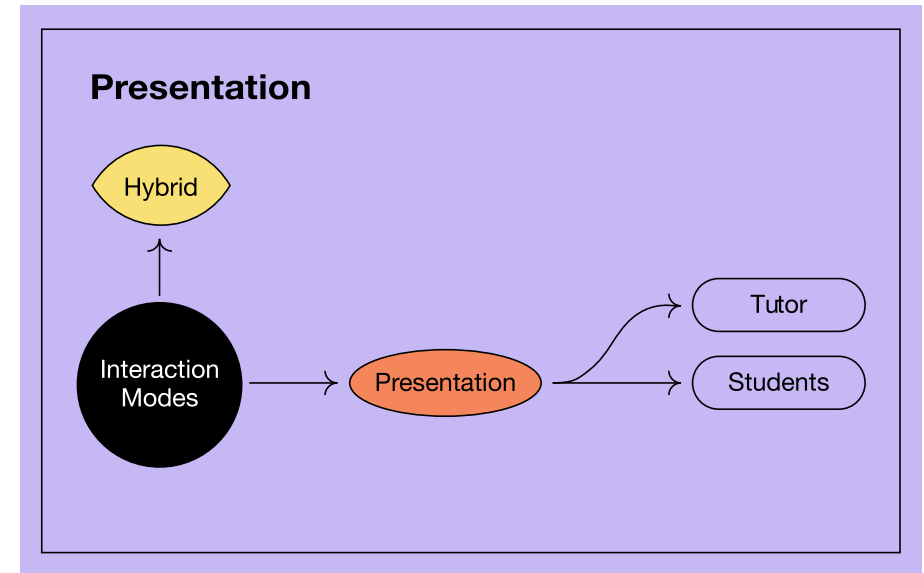 Presentation
Hybrid
Interaction
Modes
Presentation
Tutor
Students